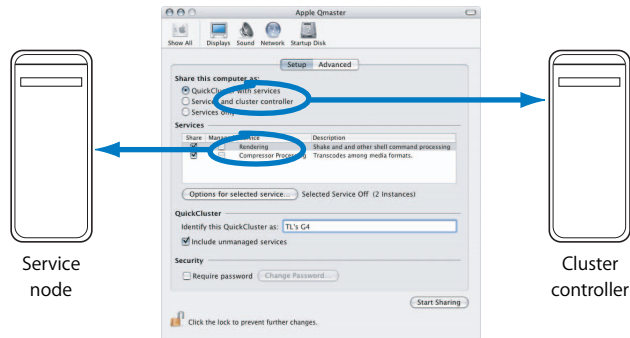 Apple Qmaster
Show All Displays Sound Network Startup Disk
Setup Advanced
Share this computer as:
QuickCluster with services
Services and cluster controller
Services only
Services
Share Manage Service Description
Rendering Shake and and other shell command processing
Compressor Processing Transcodes among media formats.
Options for selected service... Selected Service Off (2 Instances)
QuickCluster
Identify this QuickCluster as: TL's G4
Include unmanaged services
Security
Require password Change Password...
Start Sharing
Click the lock to prevent further changes.
Service
node
Cluster
controller